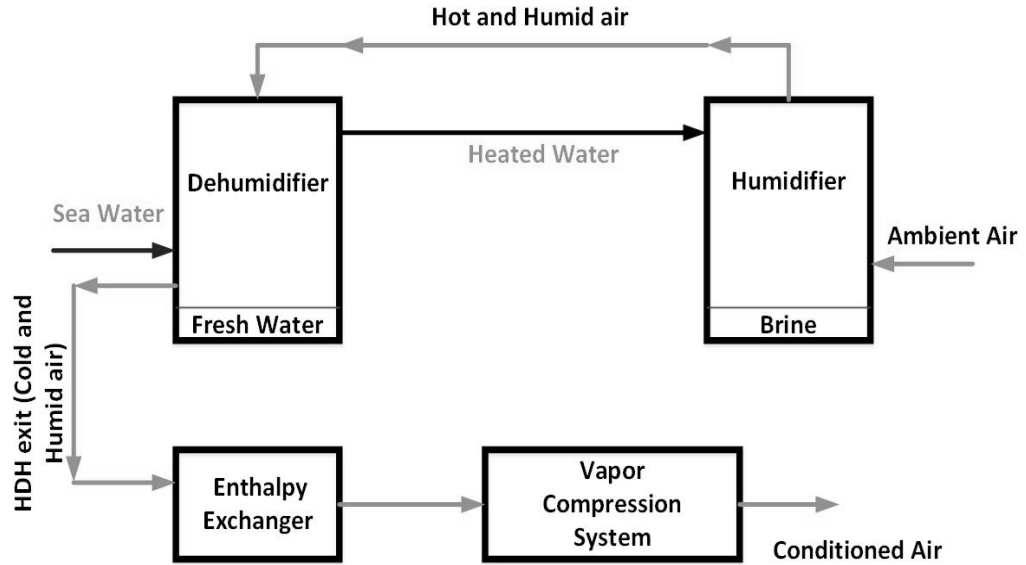 Hot and Humid air
Dehumidifier
Heated Water
Humidifier
Sea Water
Ambient Air
Fresh Water
Brine
HDH exit (Cold and
Humid air)
Enthalpy
Exchanger
Vapor
Compression
System
Conditioned Air